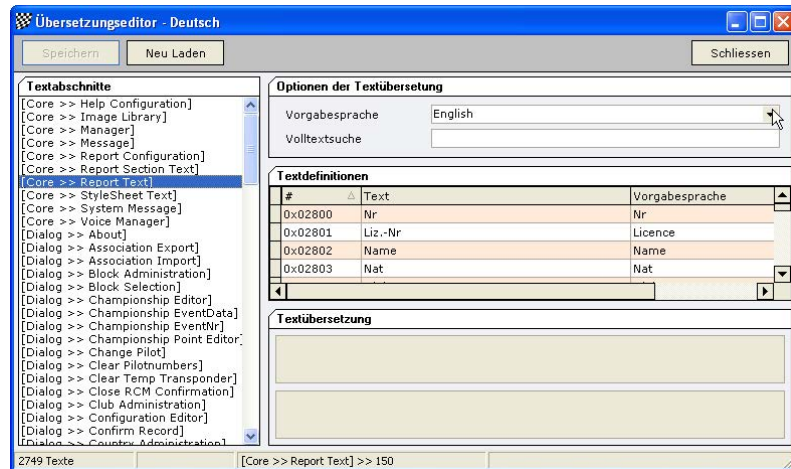 Übersetzungseditor - Deutsch
Speichern
Neu Laden
Schliessen
Textabschnitte
[Core >> Help Configuration]
[Core >> Image Library]
[Core >> Manager]
[Core >> Message]
[Core >> Report Configuration]
[Core >> Report Section Text]
[Core >> Report Text]
[Core >> StyleSheet Text]
[Core >> System Message]
[Core >> Voice Manager]
[Dialog >> About]
[Dialog >> Association Export]
[Dialog >> Association Import]
[Dialog >> Block Administration]
[Dialog >> Block Selection]
[Dialog >> Championship Editor]
[Dialog >> Championship EventData]
[Dialog >> Championship EventNr]
[Dialog >> Championship Point Editor]
[Dialog >> Change Pilot]
[Dialog >> Clear Pilotnumbers]
[Dialog >> Clear Temp Transponder]
[Dialog >> Close RCM Confirmation]
[Dialog >> Club Administration]
[Dialog >> Configuration Editor]
[Dialog >> Confirm Record]
[Dialog >> Country Administration]
Optionen der Textübersetung
Vorgabesprache English
Volltextsuche
Textdefinitionen
# Text Vorgabesprache
0x02800 Nr Nr
0x02801 Liz.-Nr Licence
0x02802 Name Name
0x02803 Nat Nat
Textübersetzung
2749 Texte [Core >> Report Text] >> 150